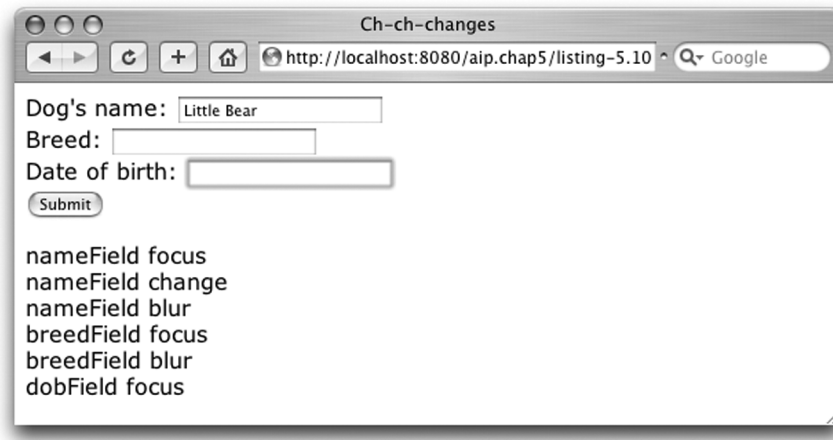 Ch-ch-changes
http://localhost:8080/aip.chap5/listing-5.10
Google
Dog's name: Little Bear
Breed:
Date of birth:
Submit
nameField focus
nameField change
nameField blur
breedField focus
breedField blur
dobField focus